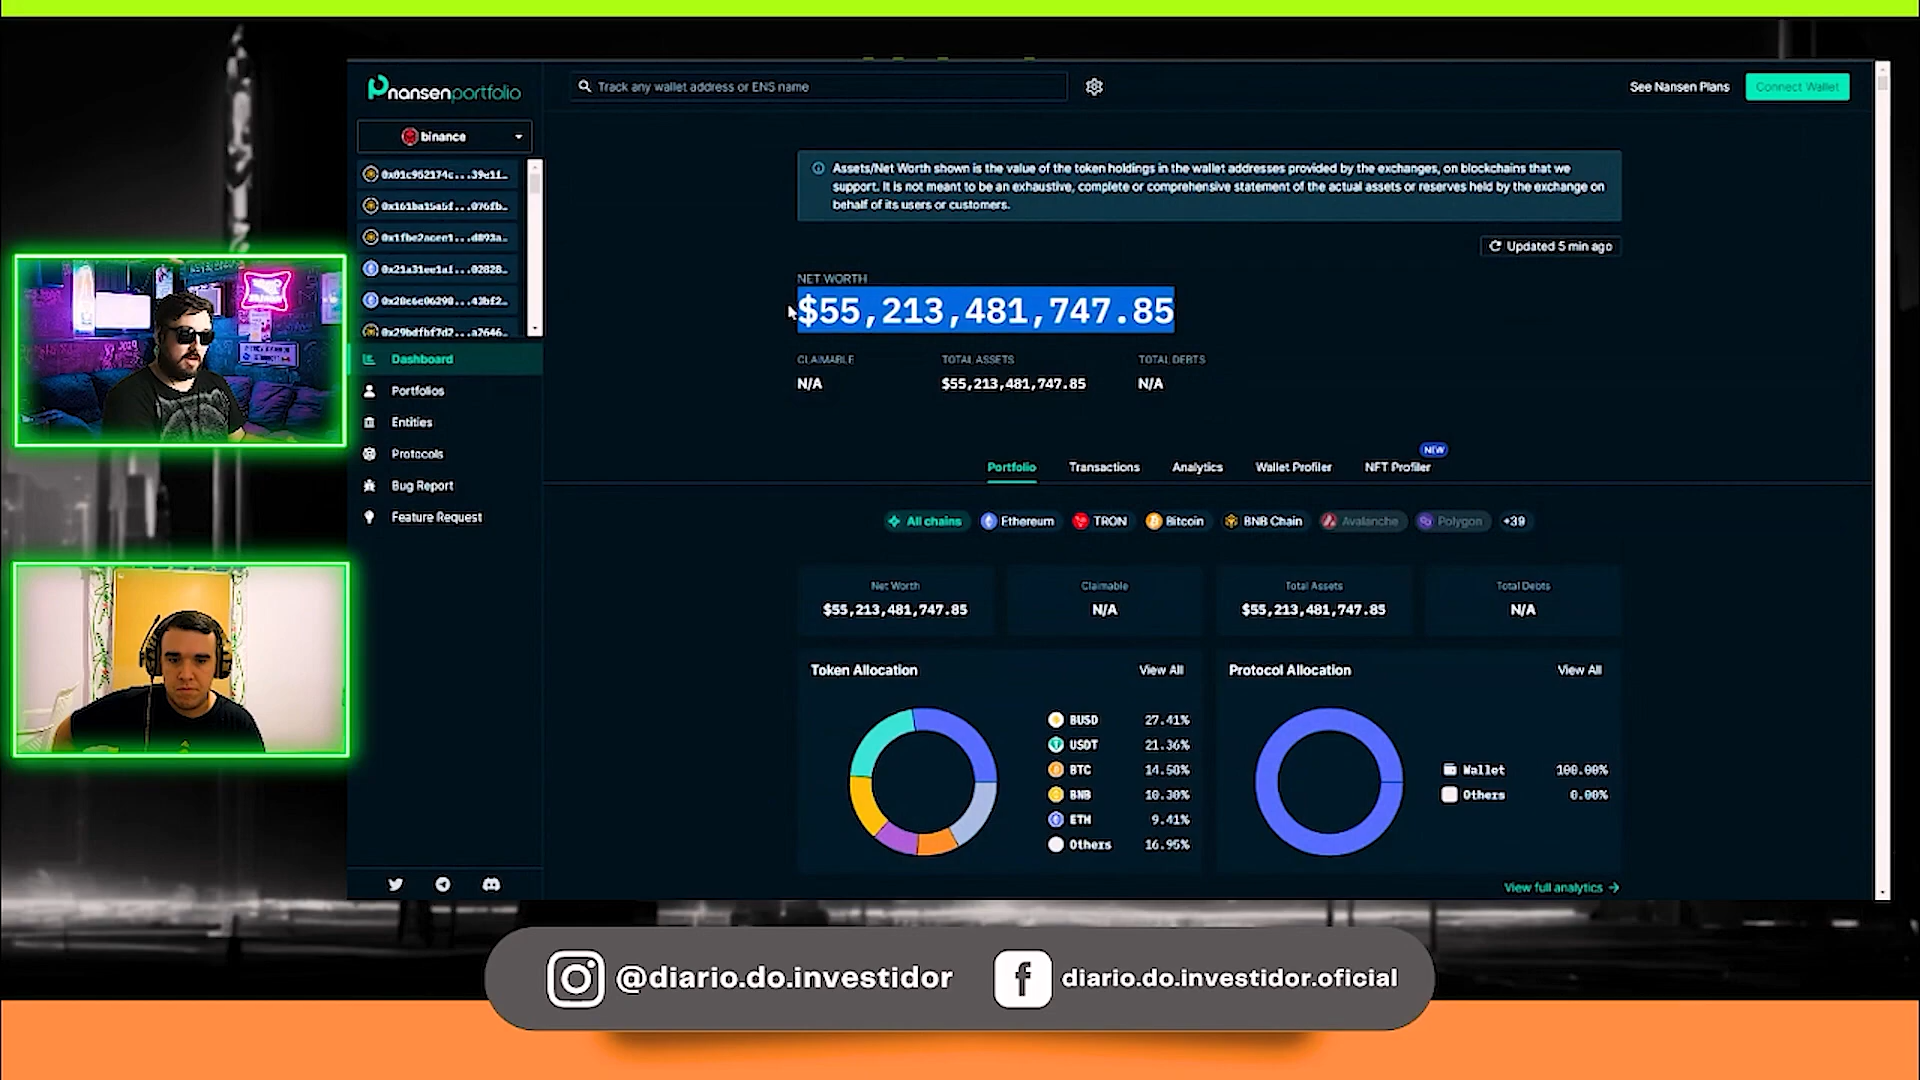 nansenportfolio
Track any wallet address or ENS name
See Nansen Plans
Connect Wallet
binance
Assets/Net Worth shown is the value of the token holdings in the wallet addresses provided by the exchanges, on blockchains that we
support. It is not meant to be an exhaustive, complete or comprehensive statement of the actual assets or reserves held by the exchange on
behalf of its users or customers.
Updated 5 min ago
NET WORTH
$55,213,481,747.85
CLAIMABLE
TOTAL ASSETS
TOTAL DEBTS
N/A
$55,213,481,747.85
N/A
Dashboard
Portfolios
Entities
Protocols
Bug Report
Feature Request
NEW
Portfolio
Transactions
Analytics
Wallet Profiler
NFT Profiler
All chains
Ethereum
TRON
Bitcoin
BNB Chain
Avalanche
Polygon
+39
Net Worth
$55,213,481,747.85
Claimable
N/A
Total Assets
$55,213,481,747.85
Total Debts
N/A
Token Allocation
View All
BUSD 27.41%
USDT 21.36%
BTC 14.58%
BNB 10.30%
ETH 9.41%
Others 16.95%
Protocol Allocation
View All
Wallet 100.00%
Others 0.00%
View full analytics
@diario.do.investidor
diario.do.investidor.oficial